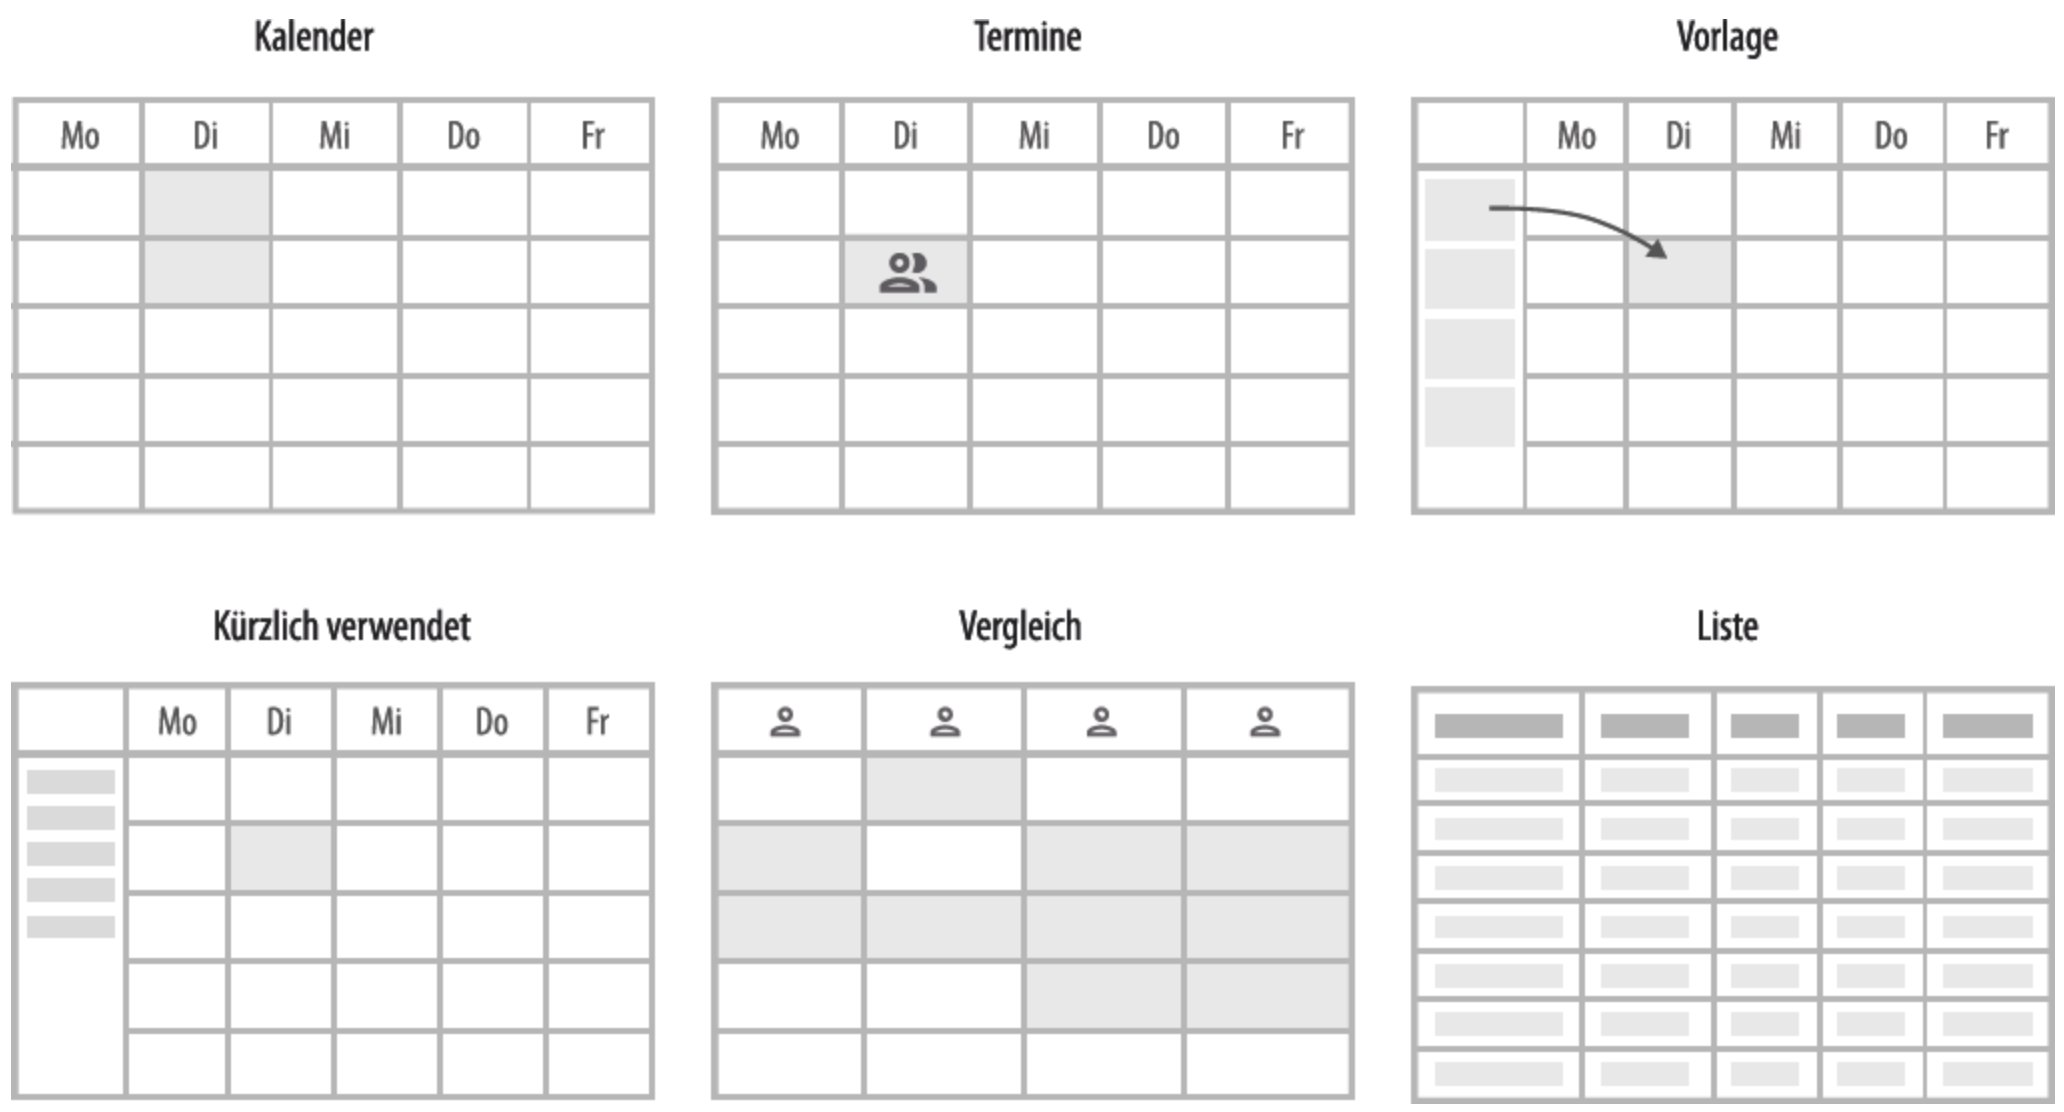 Kalender
Mo Di Mi Do Fr
Termine
Mo Di Mi Do Fr
Vorlage
Mo Di Mi Do Fr
Kürzlich verwendet
Mo Di Mi Do Fr
Vergleich
Liste